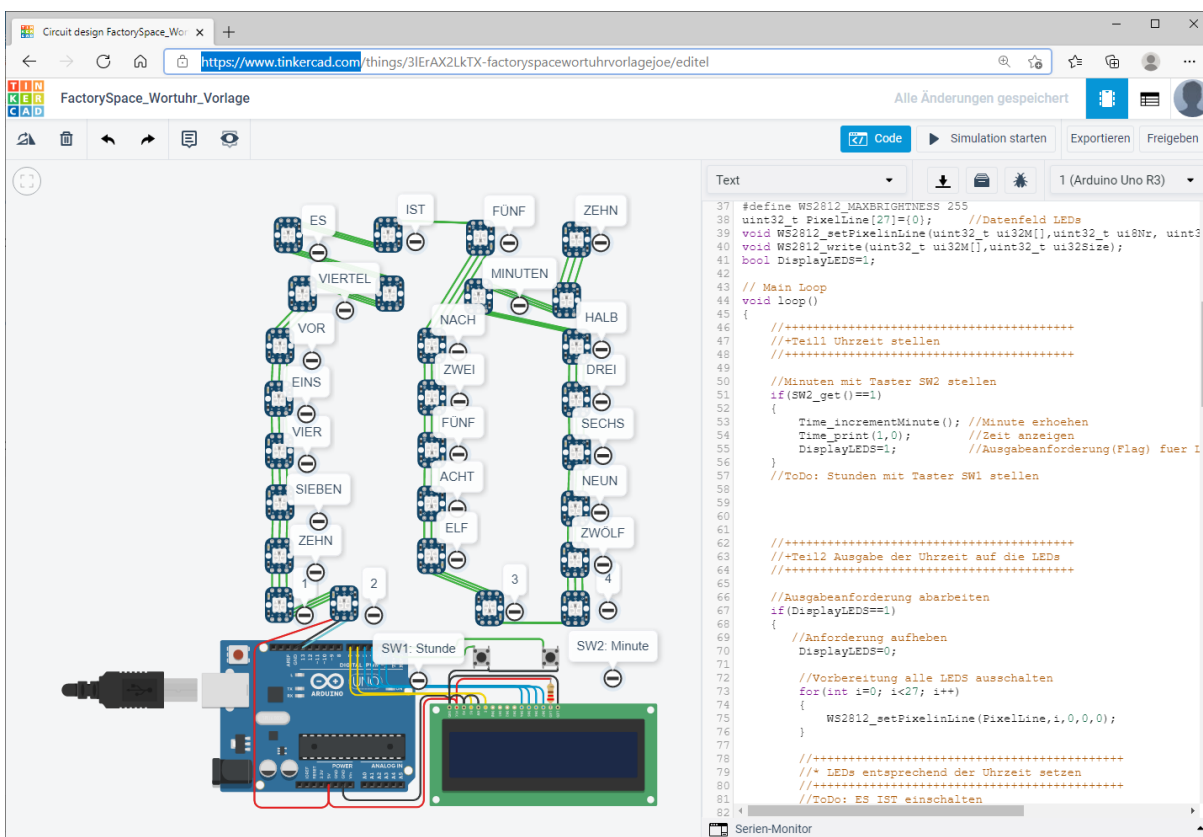 Circuit design FactorySpace_Wor
https://www.tinkercad.com/things/3lErAX2LkTX-factoryspacewortuhrvorlagejoe/editel
TIN
KER
CAD
FactorySpace_Wortuhr_Vorlage
Alle Änderungen gespeichert
Code
Simulation starten
Exportieren
Freigeben
Text
1 (Arduino Uno R3)
ES
IST
FÜNF
ZEHN
VIERTEL
MINUTEN
VOR
NACH
HALB
EINS
ZWEI
DREI
VIER
FÜNF
SECHS
SIEBEN
ACHT
NEUN
ZEHN
ELF
ZWÖLF
1
2
3
4
SW1: Stunde
SW2: Minute
DIGITAL
UNO
ARDUINO
POWER
ANALOG IN
37 #define WS2812_MAXBRIGHTNESS 255
38 uint32_t PixelLine[27]={0}; //Datenfeld LEDs
39 void WS2812_setPixelinLine(uint32_t ui32M[],uint32_t ui8Nr, uint3
40 void WS2812_write(uint32_t ui32M[],uint32_t ui32Size);
41 bool DisplayLEDS=1;
42
43 // Main Loop
44 void loop()
45 {
46 //+++++++++++++++++++++++++++++++++++++++++
47 //+Teil1 Uhrzeit stellen
48 //+++++++++++++++++++++++++++++++++++++++++
49
50 //Minuten mit Taster SW2 stellen
51 if(SW2_get()==1)
52 {
53 Time_incrementMinute(); //Minute erhoehen
54 Time_print(1,0); //Zeit anzeigen
55 DisplayLEDS=1; //Ausgabeanforderung(Flag) fuer L
56 }
57 //ToDo: Stunden mit Taster SW1 stellen
58
59
60
61
62 //+++++++++++++++++++++++++++++++++++++++++
63 //+Teil2 Ausgabe der Uhrzeit auf die LEDs
64 //+++++++++++++++++++++++++++++++++++++++++
65
66 //Ausgabeanforderung abarbeiten
67 if(DisplayLEDS==1)
68 {
69 //Anforderung aufheben
70 DisplayLEDS=0;
71
72 //Vorbereitung alle LEDS ausschalten
73 for(int i=0; i<27; i++)
74 {
75 WS2812_setPixelinLine(PixelLine,i,0,0,0);
76 }
77
78 //++++++++++++++++++++++++++++++++++++++++++++
79 //* LEDs entsprechend der Uhrzeit setzen
80 //++++++++++++++++++++++++++++++++++++++++++++
81 //ToDo: ES IST einschalten
82
Serien-Monitor